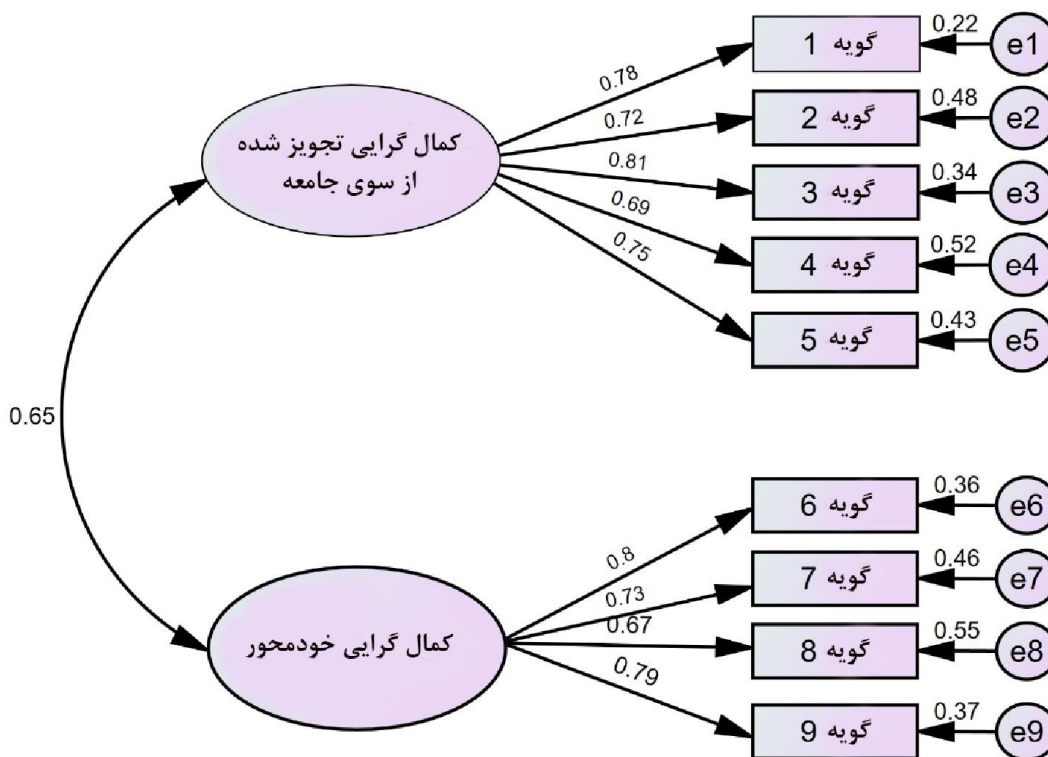 گویه 1
0.22
e1
0.78
گویه 2
0.48
e2
0.72
گویه 3
0.34
e3
0.81
گویه 4
0.52
e4
0.69
گویه 5
0.43
e5
0.75
کمال گرایی تجویز شده
از سوی جامعه
0.65
گویه 6
0.36
e6
0.8
گویه 7
0.46
e7
0.73
گویه 8
0.55
e8
0.67
گویه 9
0.37
e9
0.79
کمال گرایی خودمحور